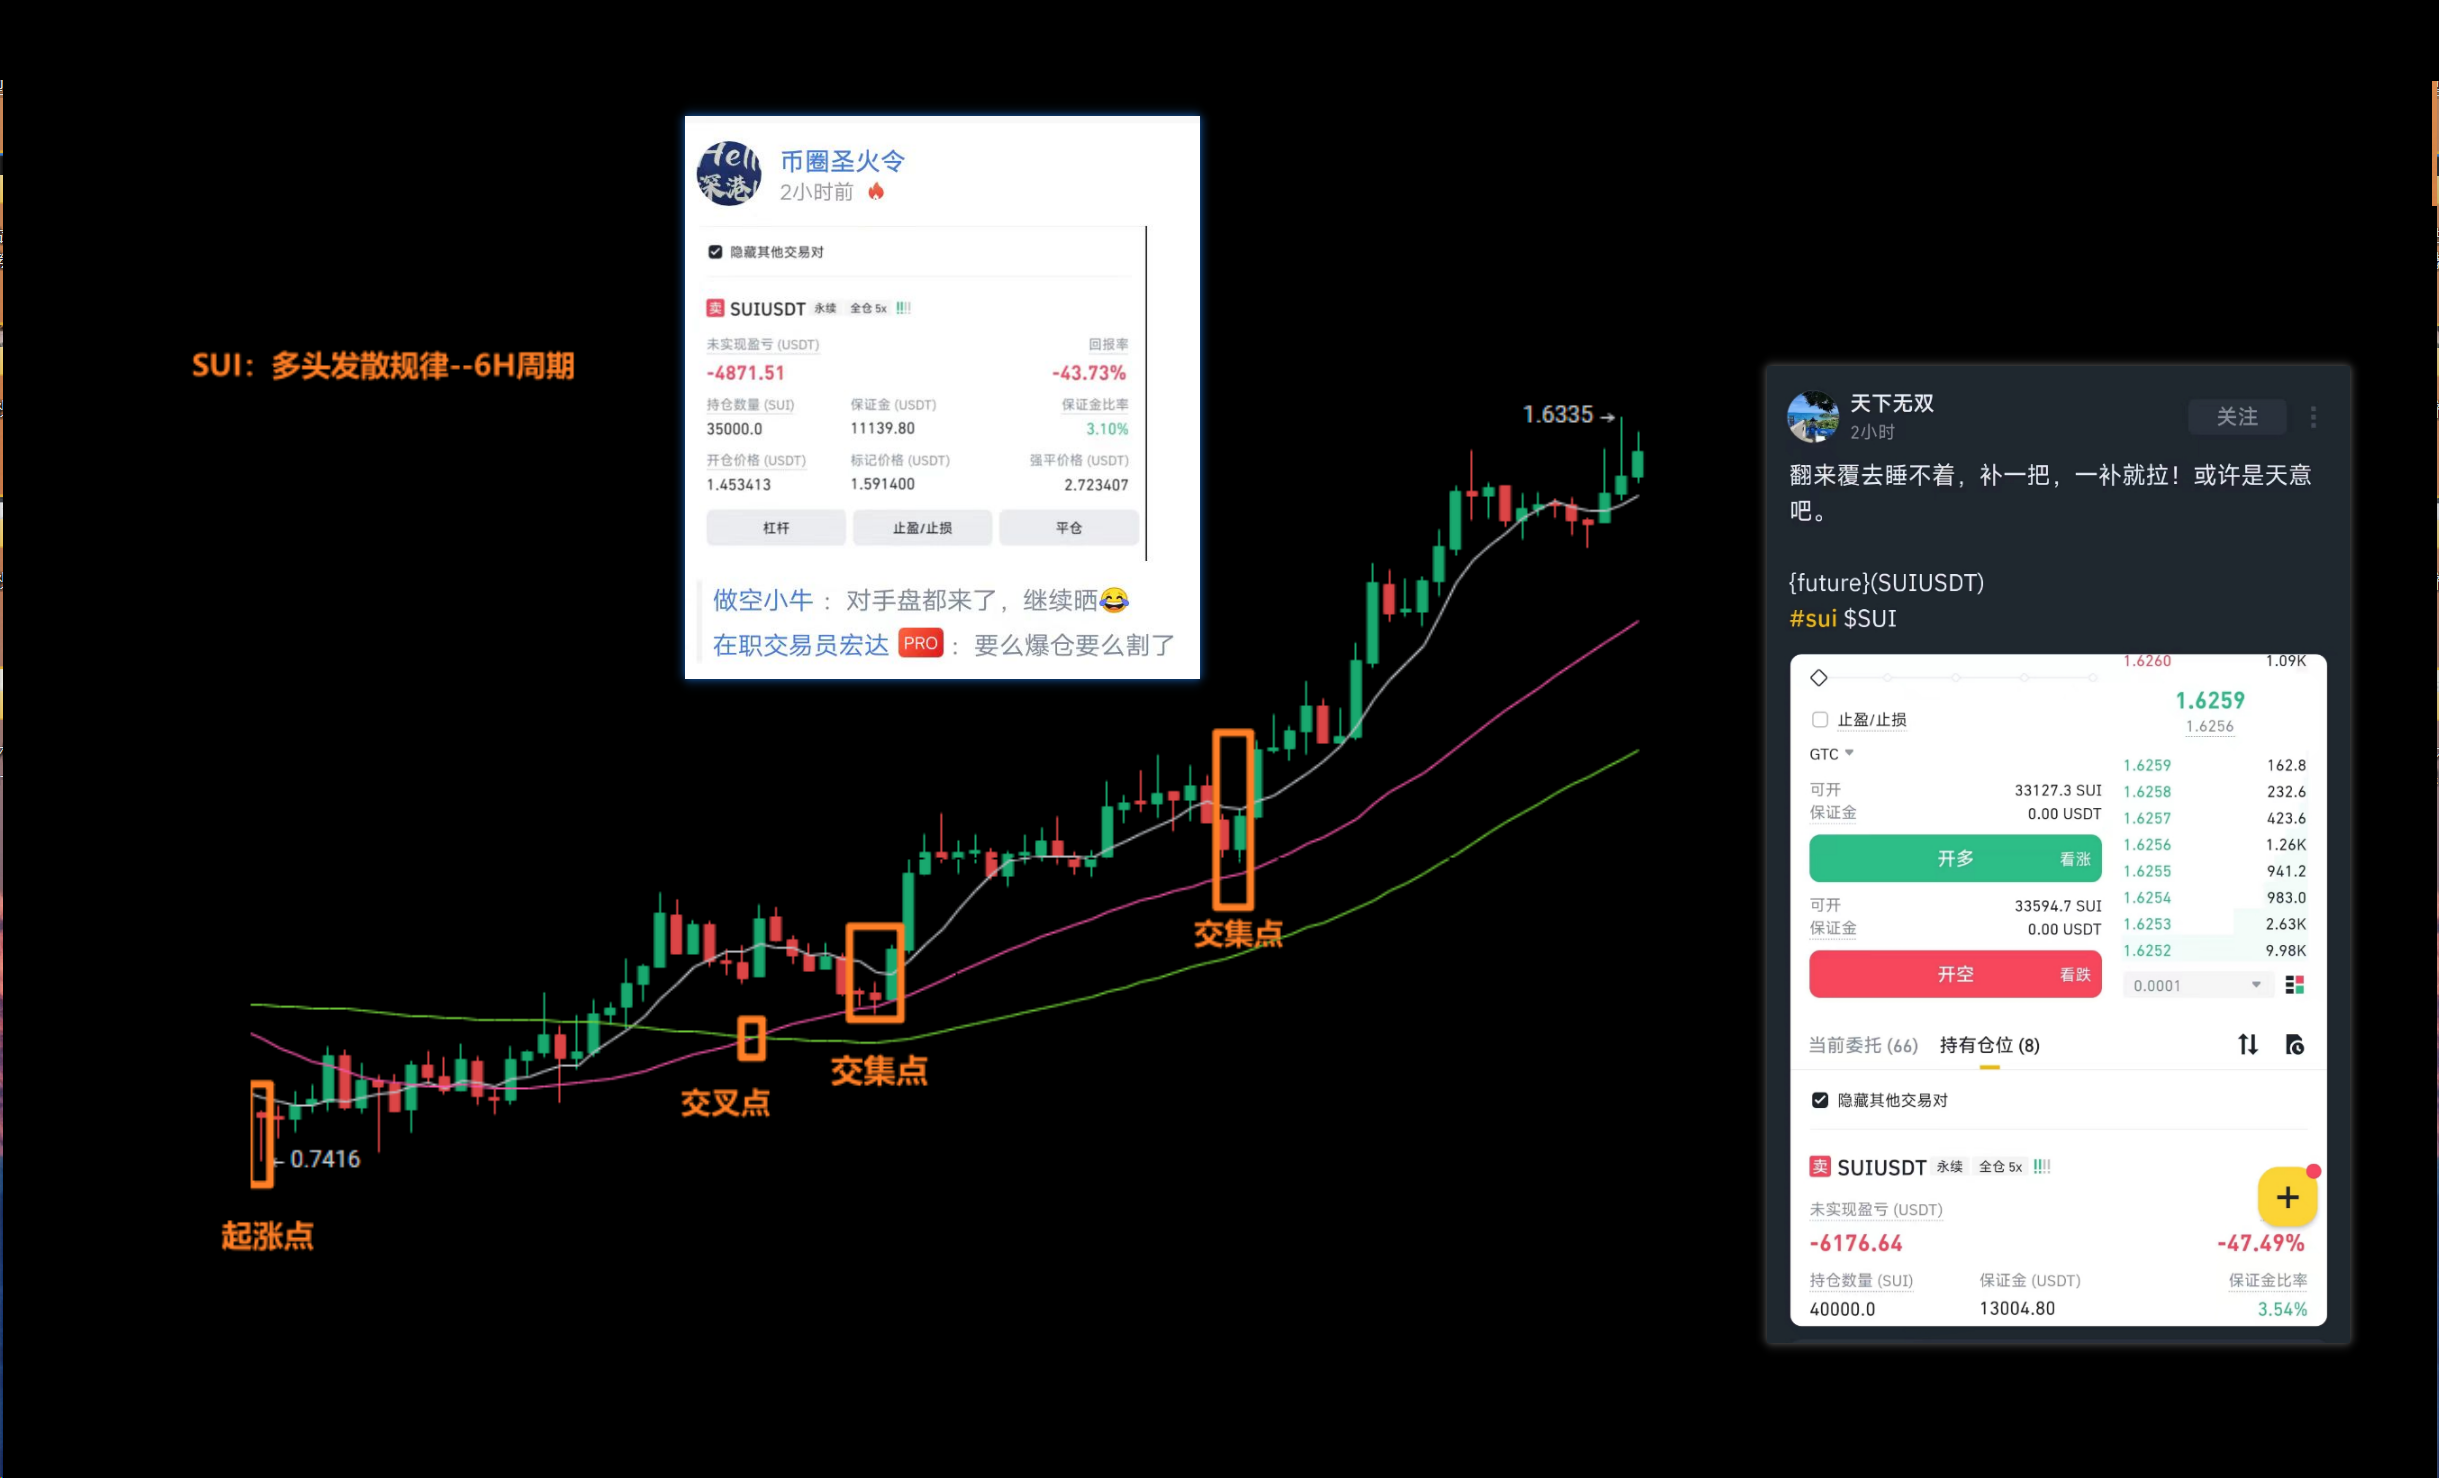 SUI：多头发散规律--6H周期
币圈圣火令
2小时前
隐藏其他交易对
卖 SUIUSDT 永续 全仓 5x
未实现盈亏 (USDT) 回报率
-4871.51 -43.73%
持仓数量 (SUI) 保证金 (USDT) 保证金比率
35000.0 11139.80 3.10%
开仓价格 (USDT) 标记价格 (USDT) 强平价格 (USDT)
1.453413 1.591400 2.723407
杠杆 止盈/止损 平仓
做空小牛：对手盘都来了，继续晒😂
在职交易员宏达 PRO ：要么爆仓要么割了
1.6335
交集点
交集点
交叉点
0.7416
起涨点
天下无双
2小时
关注
翻来覆去睡不着，补一把，一补就拉！或许是天意
吧。
{future}(SUIUSDT)
#sui $SUI
1.6260 1.09K
1.6259
1.6256
止盈/止损
GTC
1.6259 162.8
1.6258 232.6
1.6257 423.6
1.6256 1.26K
1.6255 941.2
1.6254 983.0
1.6253 2.63K
1.6252 9.98K
0.0001
可开 33127.3 SUI
保证金 0.00 USDT
开多 看涨
可开 33594.7 SUI
保证金 0.00 USDT
开空 看跌
当前委托 (66) 持有仓位 (8)
隐藏其他交易对
卖 SUIUSDT 永续 全仓 5x
未实现盈亏 (USDT)
-6176.64 -47.49%
持仓数量 (SUI) 保证金 (USDT) 保证金比率
40000.0 13004.80 3.54%